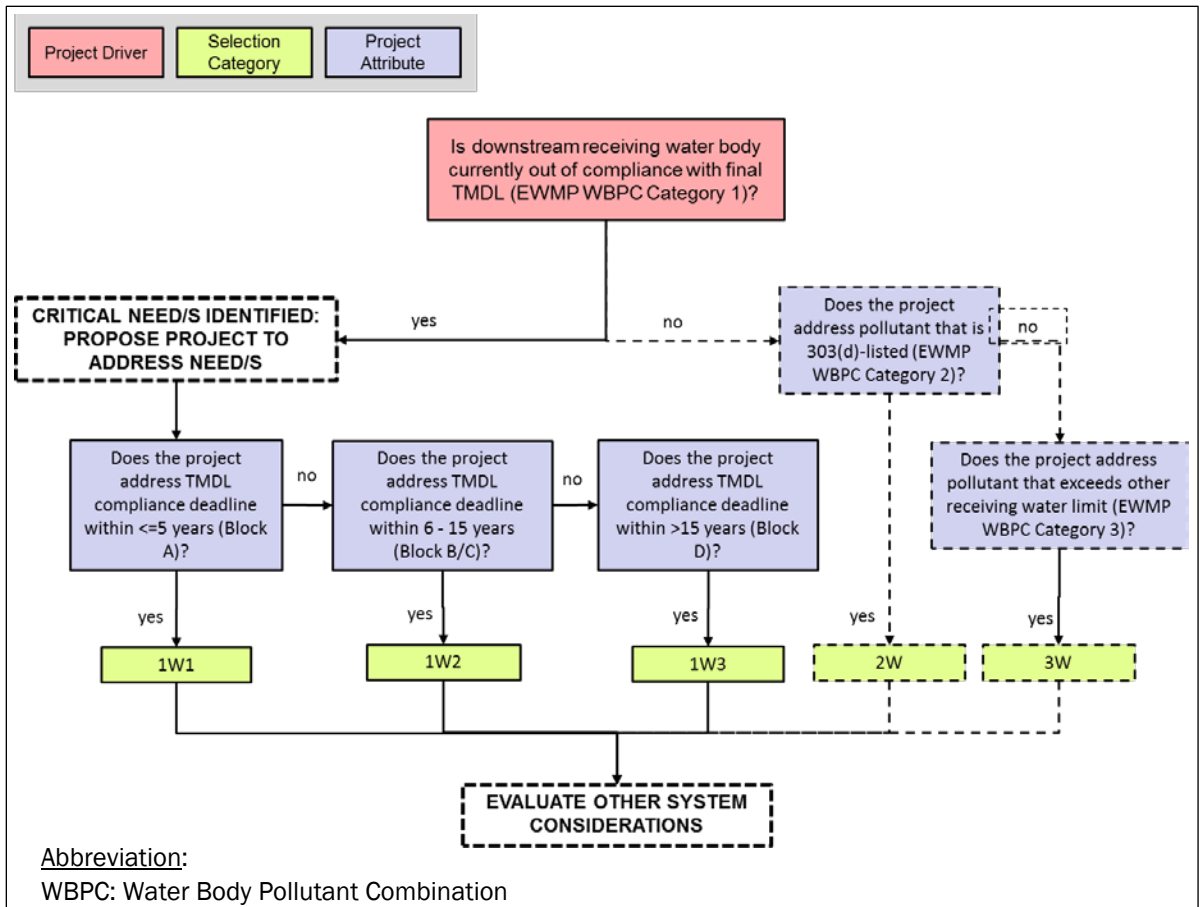 Project Driver
Selection
Category
Project
Attribute
Is downstream receiving water body
currently out of compliance with final
TMDL (EWMP WBPC Category 1)?
CRITICAL NEED/S IDENTIFIED:
PROPOSE PROJECT TO
ADDRESS NEED/S
yes
no
Does the project
address pollutant that is
303(d)-listed (EWMP
WBPC Category 2)?
no
Does the project
address TMDL
compliance deadline
within <=5 years (Block
A)?
no
Does the project
address TMDL
compliance deadline
within 6 - 15 years
(Block B/C)?
no
Does the project
address TMDL
compliance deadline
within >15 years (Block
D)?
Does the project address
pollutant that exceeds other
receiving water limit (EWMP
WBPC Category 3)?
yes
yes
yes
yes
yes
1W1
1W2
1W3
2W
3W
EVALUATE OTHER SYSTEM
CONSIDERATIONS
Abbreviation:
WBPC: Water Body Pollutant Combination